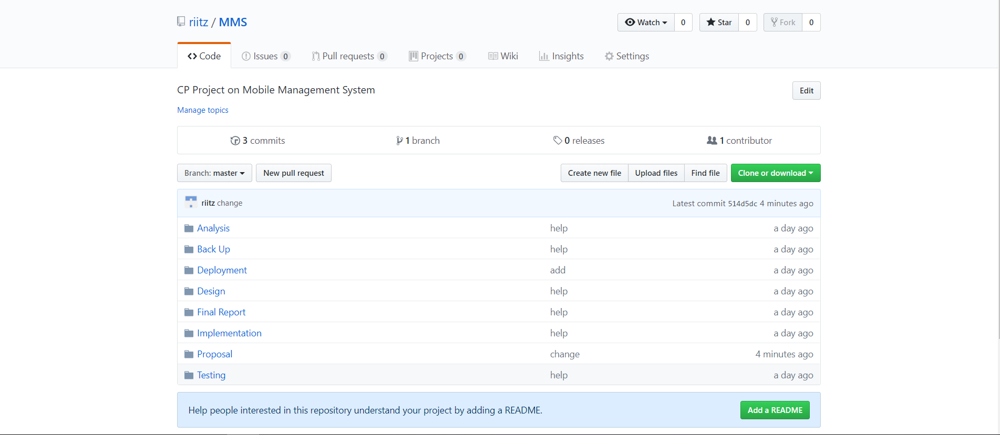 riitz / MMS
Watch 0 Star 0 Fork 0
Code Issues 0 Pull requests 0 Projects 0 Wiki Insights Settings
CP Project on Mobile Management System
Edit
Manage topics
3 commits 1 branch 0 releases 1 contributor
Branch: master New pull request Create new file Upload files Find file Clone or download
riitz change Latest commit 514d5dc 4 minutes ago
Analysis help a day ago
Back Up help a day ago
Deployment add a day ago
Design help a day ago
Final Report help a day ago
Implementation help a day ago
Proposal change 4 minutes ago
Testing help a day ago
Help people interested in this repository understand your project by adding a README. Add a README